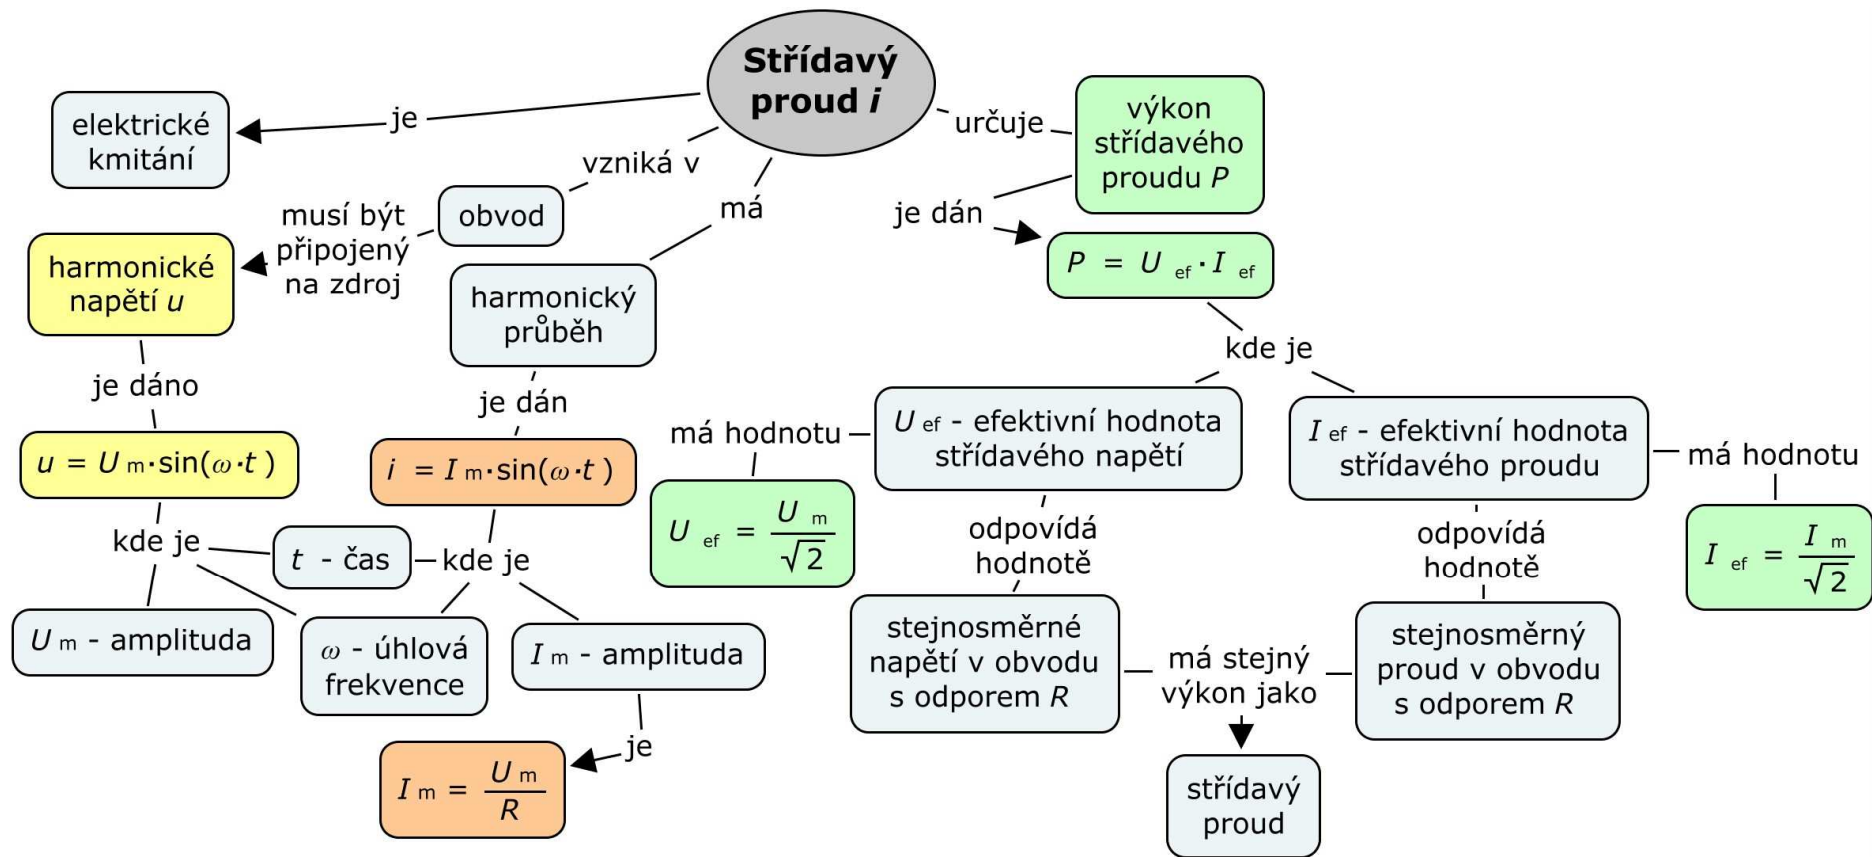 Střídavý
proud i
je
elektrické
kmitání
vzniká v
obvod
musí být
připojený
na zdroj
harmonické
napětí u
je dáno
u = U m·sin(ω·t )
kde je
t - čas
U m - amplituda
ω - úhlová
frekvence
má
harmonický
průběh
je dán
i = I m·sin(ω·t )
kde je
I m - amplituda
je
I m = U m / R
určuje
výkon
střídavého
proudu P
je dán
P = U ef · I ef
kde je
U ef - efektivní hodnota
střídavého napětí
má hodnotu
U ef = U m / √2
odpovídá
hodnotě
stejnosměrné
napětí v obvodu
s odporem R
I ef - efektivní hodnota
střídavého proudu
má hodnotu
I ef = I m / √2
odpovídá
hodnotě
stejnosměrný
proud v obvodu
s odporem R
má stejný
výkon jako
střídavý
proud